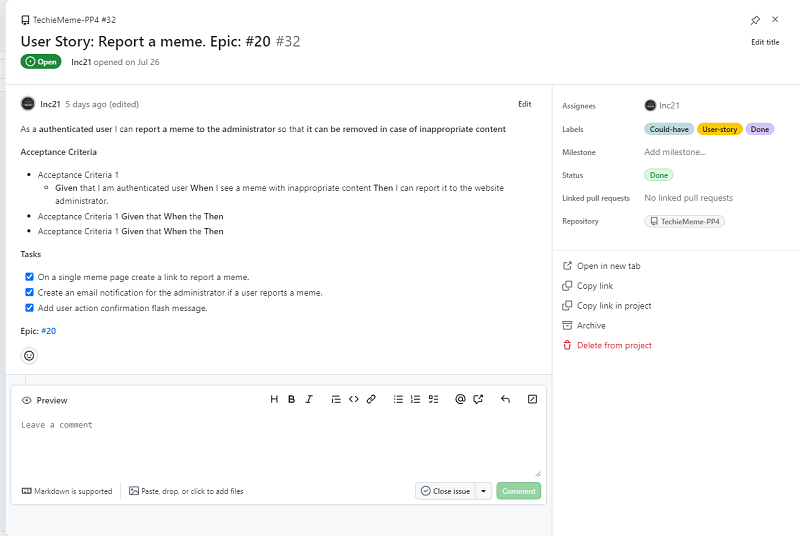 TechieMeme-PP4 #32
User Story: Report a meme. Epic: #20 #32
Edit title
Open
Inc21 opened on Jul 26
Inc21 5 days ago (edited)
Edit
As a authenticated user I can report a meme to the administrator so that it can be removed in case of inappropriate content
Acceptance Criteria
Acceptance Criteria 1
Given that I am authenticated user When I see a meme with inappropriate content Then I can report it to the website
administrator.
Acceptance Criteria 1 Given that When the Then
Acceptance Criteria 1 Given that When the Then
Tasks
On a single meme page create a link to report a meme.
Create an email notification for the administrator if a user reports a meme.
Add user action confirmation flash message.
Epic: #20
Preview
Leave a comment
Markdown is supported
Paste, drop, or click to add files
Close issue
Comment
Assignees
Inc21
Labels
Could-have User-story Done
Milestone
Add milestone...
Status
Done
Linked pull requests
No linked pull requests
Repository
TechieMeme-PP4
Open in new tab
Copy link
Copy link in project
Archive
Delete from project